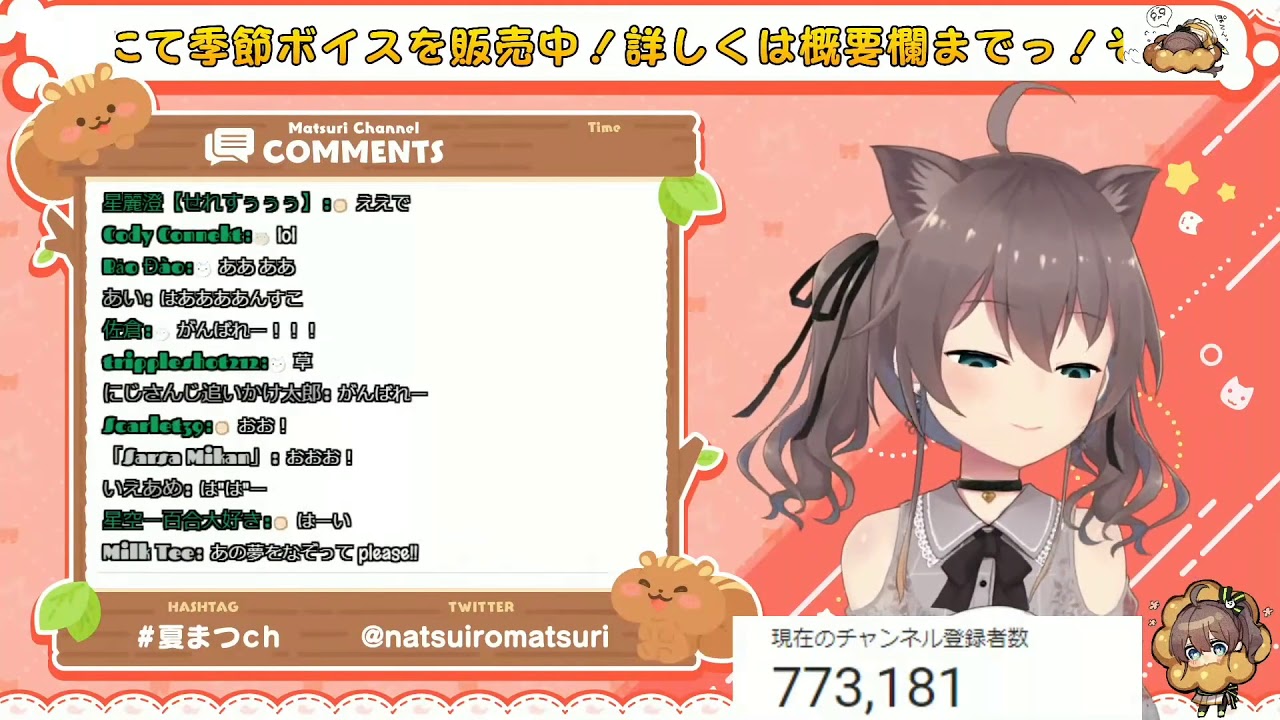 こて季節ボイスを販売中！詳しくは概要欄までっ！そ
Matsuri Channel
COMMENTS
Time
星麗澄【せれすぅぅぅ】: ええで
Cody Connekt: lol
Bảo Đào: ああ ああ
あい: はああああんすこ
佐倉: がんばれー！！！
trippleshot212: 草
にじさんじ追いかけ太郎: がんばれー
Scarlet39: おお！
「Sarsa Milan」: おおお！
いえあめ: ば"ば"ー
星空一百合大好き: はーい
Milk Tee: あの夢をなぞって please!!
HASHTAG
#夏まつch
TWITTER
@natsuiromatsuri
現在のチャンネル登録者数
773,181